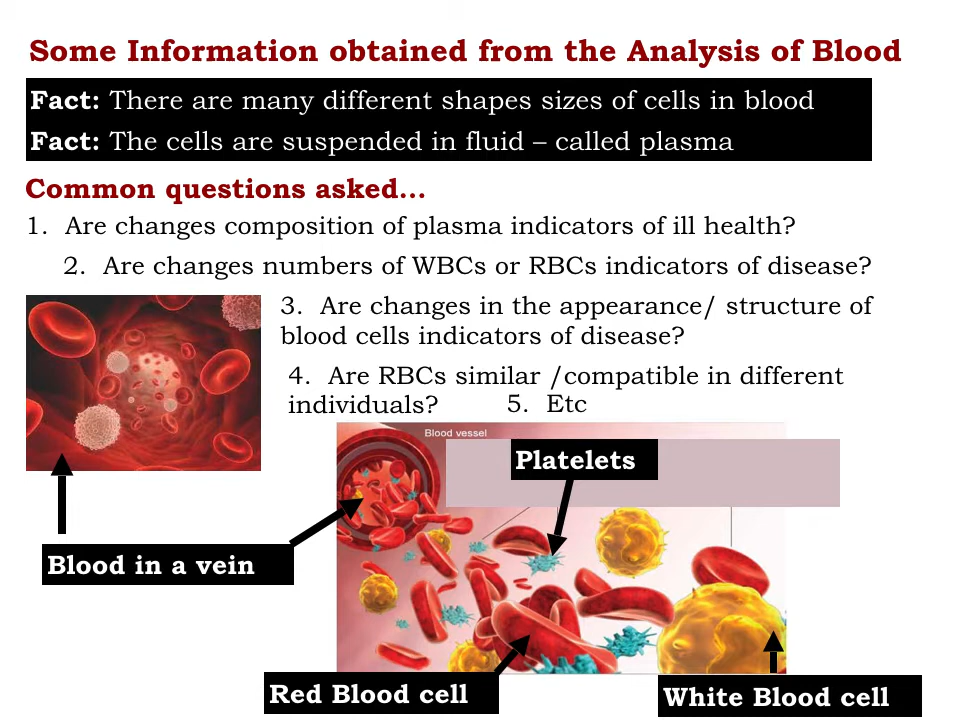 Some Information obtained from the Analysis of Blood
Fact: There are many different shapes sizes of cells in blood
Fact: The cells are suspended in fluid – called plasma
Common questions asked…
1. Are changes composition of plasma indicators of ill health?
2. Are changes numbers of WBCs or RBCs indicators of disease?
3. Are changes in the appearance/ structure of
blood cells indicators of disease?
4. Are RBCs similar /compatible in different
individuals?
5. Etc
Blood vessel
Platelets
Blood in a vein
Red Blood cell
White Blood cell